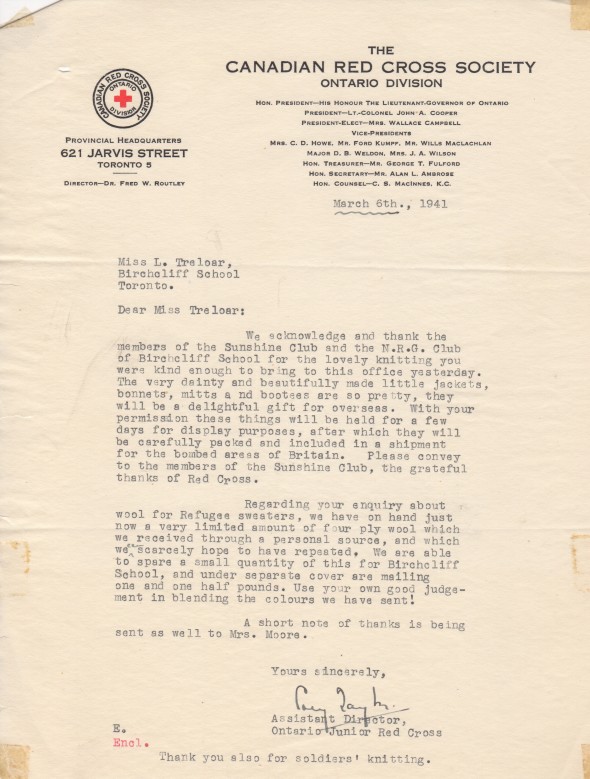 THE
CANADIAN RED CROSS SOCIETY
ONTARIO DIVISION
CANADIAN RED CROSS SOCIETY
ONTARIO
DIVISION
Hon. President—His Honour The Lieutenant-Governor of Ontario
President—Lt.-Colonel John A. Cooper
President-Elect—Mrs. Wallace Campbell
Vice-Presidents
Mrs. C. D. Howe, Mr. Ford Kumpf, Mr. Wills Maclachlan
Major D. B. Weldon, Mrs. J. A. Wilson
Hon. Treasurer—Mr. George T. Fulford
Hon. Secretary—Mr. Alan L. Ambrose
Hon. Counsel—C. S. MacInnes, K.C.
Provincial Headquarters
621 JARVIS STREET
TORONTO 5
Director—Dr. Fred W. Routley
March 6th., 1941
Miss L. Treloar,
Birchcliff School
Toronto.
Dear Miss Treloar:
We acknowledge and thank the
members of the Sunshine Club and the N.R.G. Club
of Birchcliff School for the lovely knitting you
were kind enough to bring to this office yesterday.
The very dainty and beautifully made little jackets,
bonnets, mitts a nd bootees are so pretty, they
will be a delightful gift for overseas. With your
permission these things will be held for a few
days for display purposes, after which they will
be carefully packed and included in a shipment
for the bombed areas of Britain. Please convey
to the members of the Sunshine Club, the grateful
thanks of Red Cross.
Regarding your enquiry about
wool for Refugee sweaters, we have on hand just
now a very limited amount of four ply wool which
we received through a personal source, and which
we scarcely hope to have repeated. We are able
to spare a small quantity of this for Birchcliff
School, and under separate cover are mailing
one and one half pounds. Use your own good judge-
ment in blending the colours we have sent!
A short note of thanks is being
sent as well to Mrs. Moore.
Yours sincerely,
Assistant Director,
Ontario Junior Red Cross
E.
Encl.
Thank you also for soldiers' knitting.